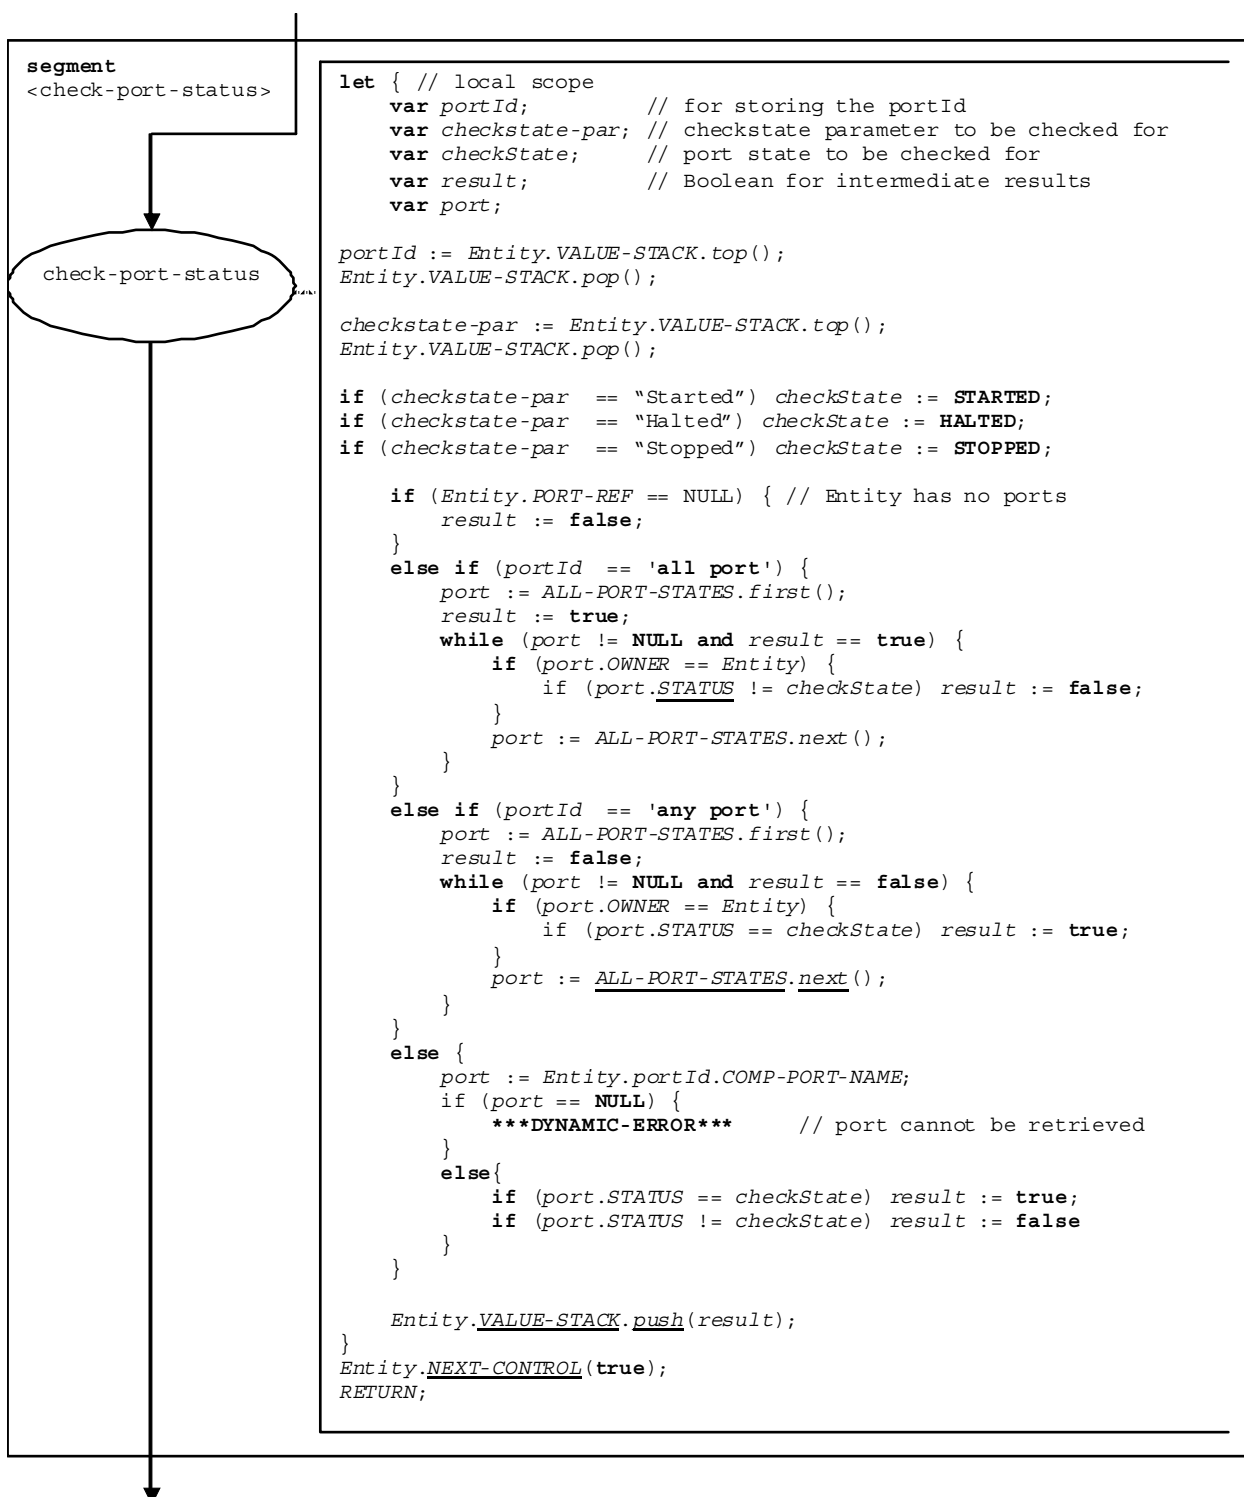 segment
<check-port-status>
check-port-status
let { // local scope
    var portId;          // for storing the portId
    var checkstate-par; // checkstate parameter to be checked for
    var checkState;     // port state to be checked for
    var result;         // Boolean for intermediate results
    var port;
portId := Entity.VALUE-STACK.top();
Entity.VALUE-STACK.pop();
checkstate-par := Entity.VALUE-STACK.top();
Entity.VALUE-STACK.pop();
if (checkstate-par  == “Started”) checkState := STARTED;
if (checkstate-par  == “Halted”) checkState := HALTED;
if (checkstate-par  == “Stopped”) checkState := STOPPED;
    if (Entity.PORT-REF == NULL) { // Entity has no ports
        result := false;
    }
    else if (portId  == 'all port') {
        port := ALL-PORT-STATES.first();
        result := true;
        while (port != NULL and result == true) {
            if (port.OWNER == Entity) {
                if (port.STATUS != checkState) result := false;
            }
            port := ALL-PORT-STATES.next();
        }
    }
    else if (portId  == 'any port') {
        port := ALL-PORT-STATES.first();
        result := false;
        while (port != NULL and result == false) {
            if (port.OWNER == Entity) {
                if (port.STATUS == checkState) result := true;
            }
            port := ALL-PORT-STATES.next();
        }
    }
    else {
        port := Entity.portId.COMP-PORT-NAME;
        if (port == NULL) {
            ***DYNAMIC-ERROR***     // port cannot be retrieved
        }
        else{
            if (port.STATUS == checkState) result := true;
            if (port.STATUS != checkState) result := false
        }
    }
    Entity.VALUE-STACK.push(result);
}
Entity.NEXT-CONTROL(true);
RETURN;